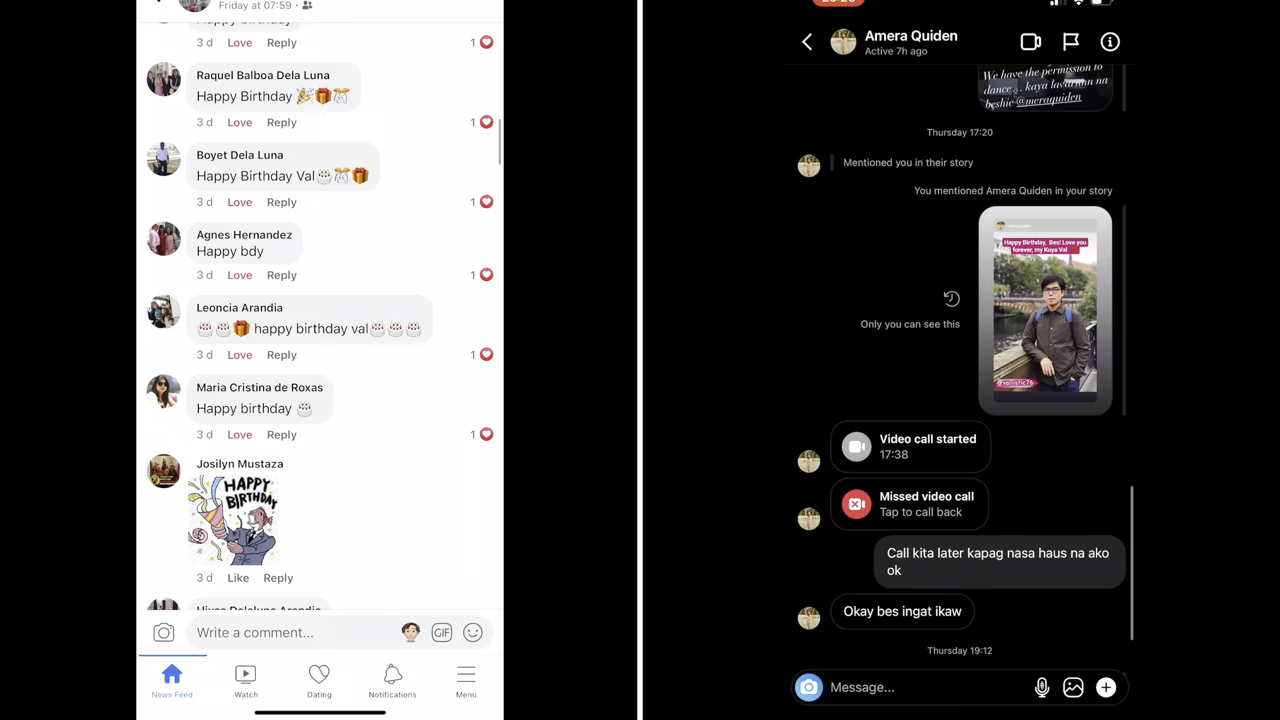 Friday at 07:59 ·
Happy birthday
3 d Love Reply 1
Raquel Balboa Dela Luna
Happy Birthday 🎉🎁🎊
3 d Love Reply 1
Boyet Dela Luna
Happy Birthday Val🎂🎊🎁
3 d Love Reply 1
Agnes Hernandez
Happy bdy
3 d Love Reply 1
Leoncia Arandia
🎂🎂🎁 happy birthday val🎂🎂🎂
3 d Love Reply 1
Maria Cristina de Roxas
Happy birthday 🎂
3 d Love Reply 1
Josilyn Mustaza
HAPPY
BIRTHDAY
3 d Like Reply
Write a comment...
GIF
News Feed Watch Dating Notifications Menu
Amera Quiden
Active 7h ago
We have the permission to
dance...
beshie @meraquiden
Thursday 17:20
Mentioned you in their story
You mentioned Amera Quiden in your story
Happy Birthday, Bes! Love you
forever, my Kuya Val
Only you can see this
Video call started
17:38
Missed video call
Tap to call back
Call kita later kapag nasa haus na ako
ok
Okay bes ingat ikaw
Thursday 19:12
Message...